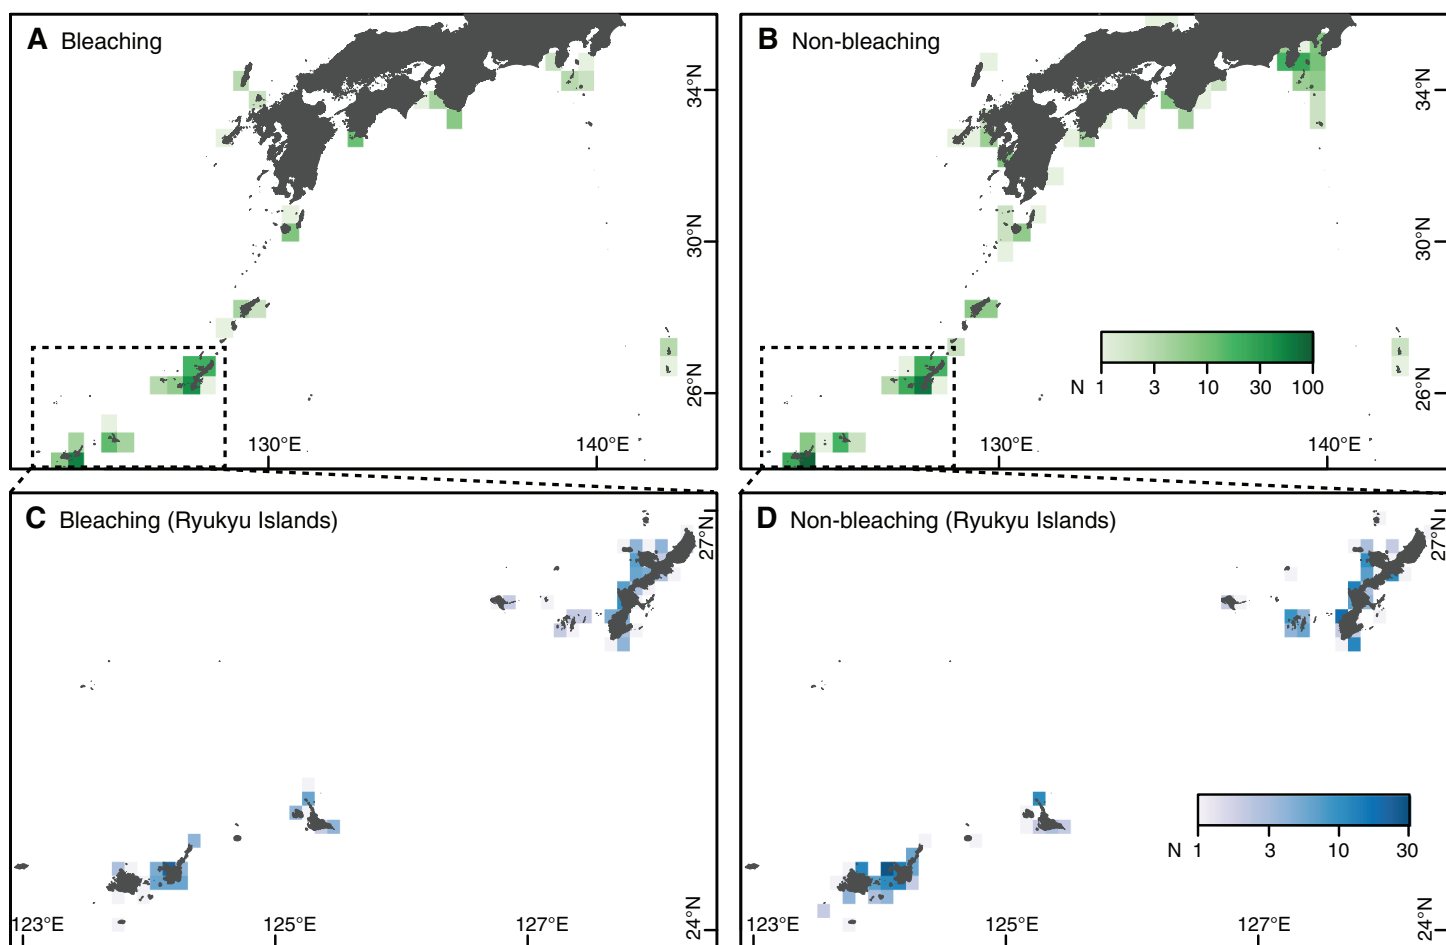 A Bleaching
34°N
30°N
26°N
130°E
140°E
B Non-bleaching
34°N
30°N
26°N
N 1 3 10 30 100
130°E
140°E
C Bleaching (Ryukyu Islands)
27°N
24°N
123°E
125°E
127°E
D Non-bleaching (Ryukyu Islands)
27°N
N 1 3 10 30
24°N
123°E
125°E
127°E